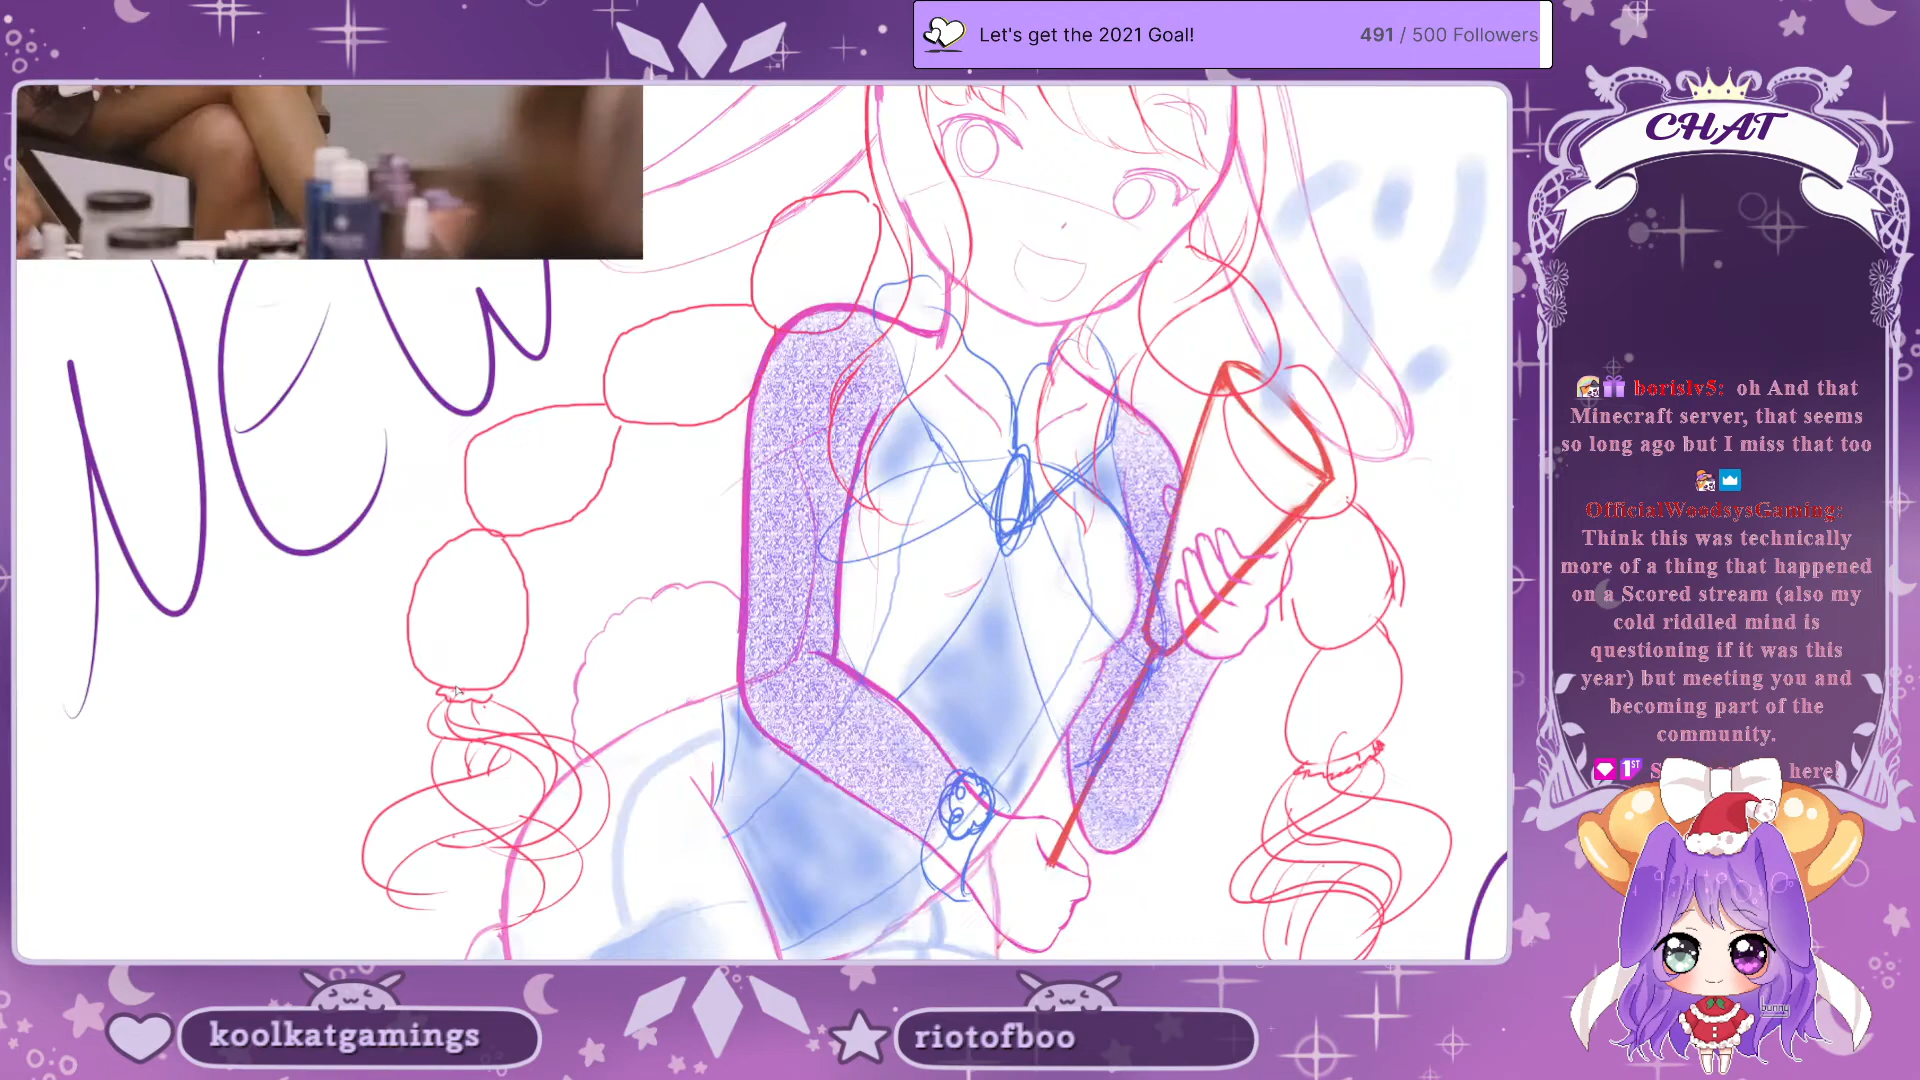 Let's get the 2021 Goal!
491 / 500 Followers
CHAT
New
borislv5: oh And that
Minecraft server, that seems
so long ago but I miss that too
OfficialWoodsysGaming:
Think this was technically
more of a thing that happened
on a Scored stream (also my
cold riddled mind is
questioning if it was this
year) but meeting you and
becoming part of the
community.
1ST
here!
bunny
koolkatgamings
riotofboo